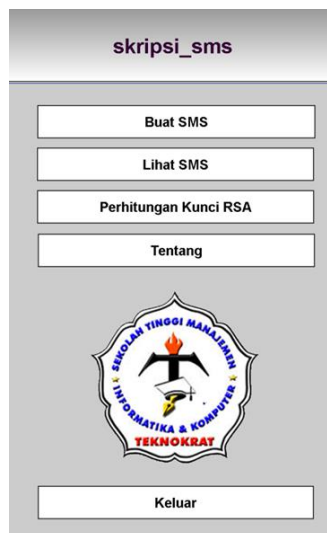 skripsi_sms
Buat SMS
Lihat SMS
Perhitungan Kunci RSA
Tentang
SEKOLAH TINGGI MANAJEMEN
INFORMATIKA & KOMPUTER
TEKNOKRAT
Keluar